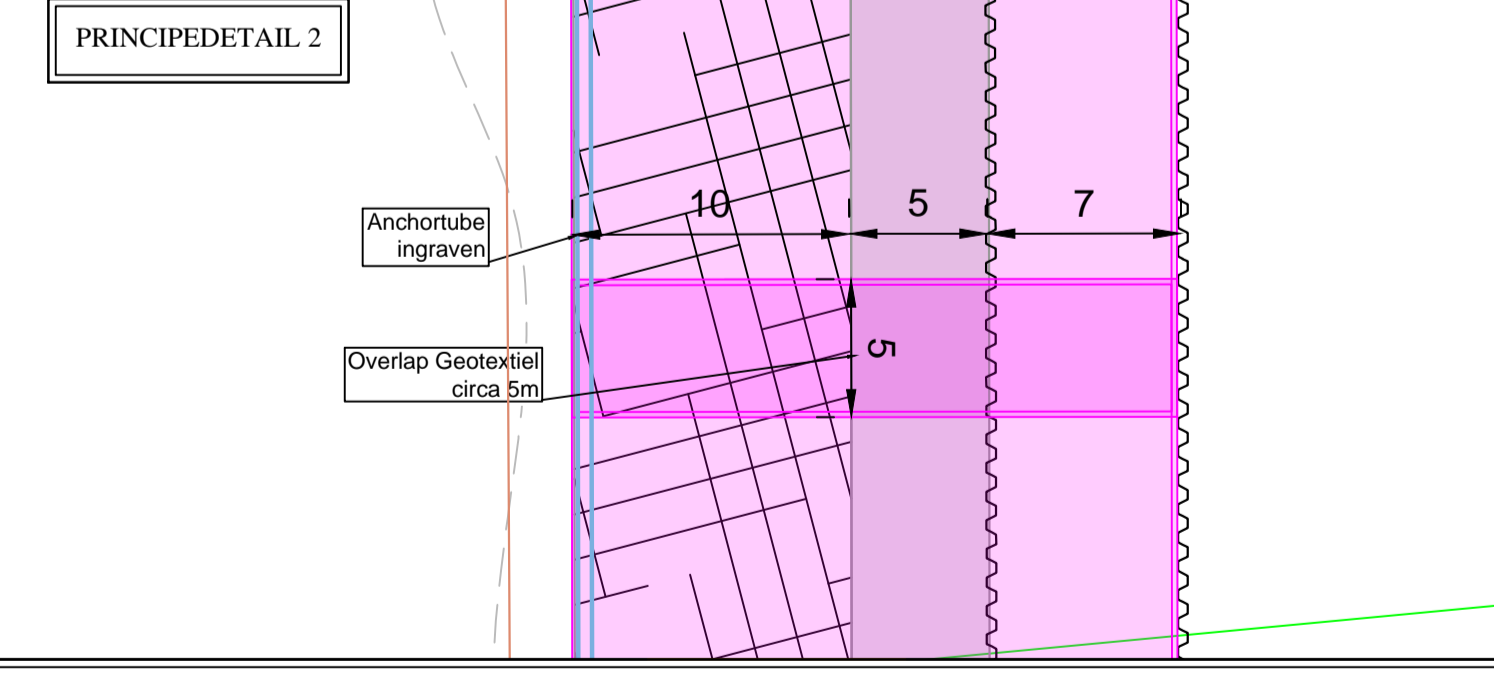 PRINCIPEDETAIL 2
10
5
7
Anchortube
ingraven
5
Overlap Geotextiel
circa 5m